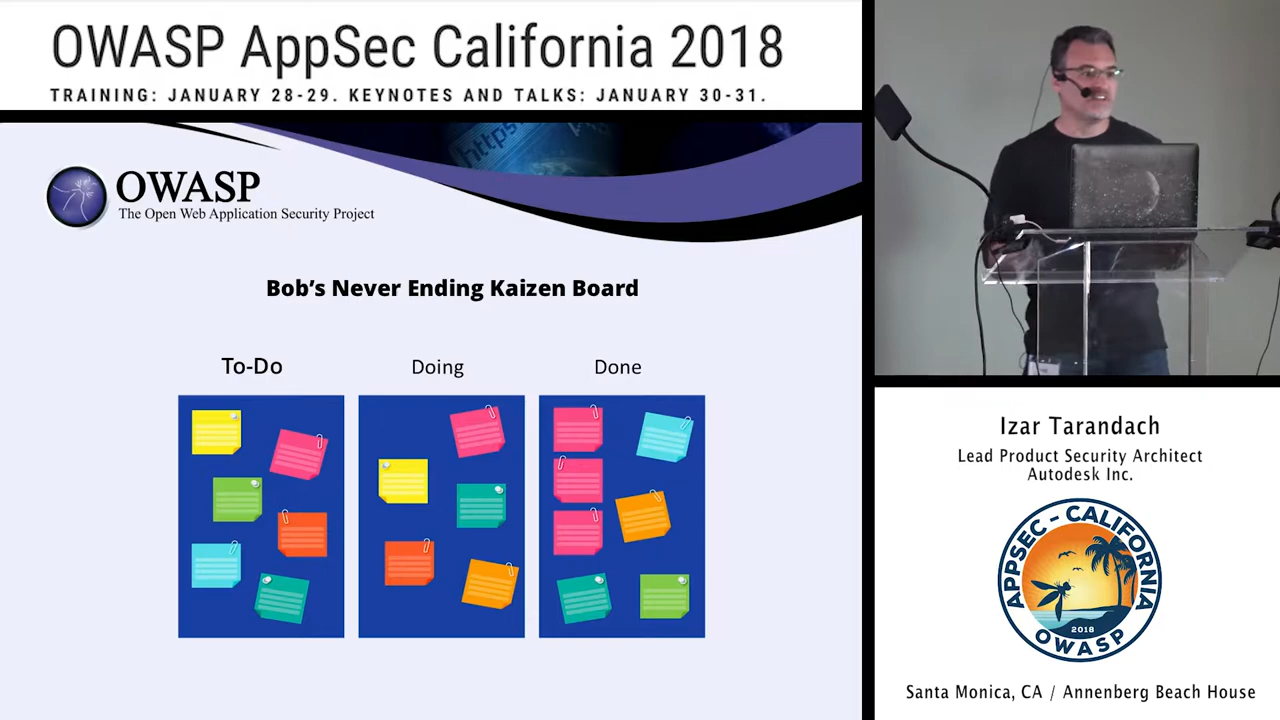 OWASP AppSec California 2018
TRAINING: JANUARY 28-29. KEYNOTES AND TALKS: JANUARY 30-31.
https
OWASP
The Open Web Application Security Project
Bob's Never Ending Kaizen Board
To-Do
Doing
Done
Izar Tarandach
Lead Product Security Architect
Autodesk Inc.
APPSEC - CALIFORNIA
2018
OWASP
Santa Monica, CA / Annenberg Beach House